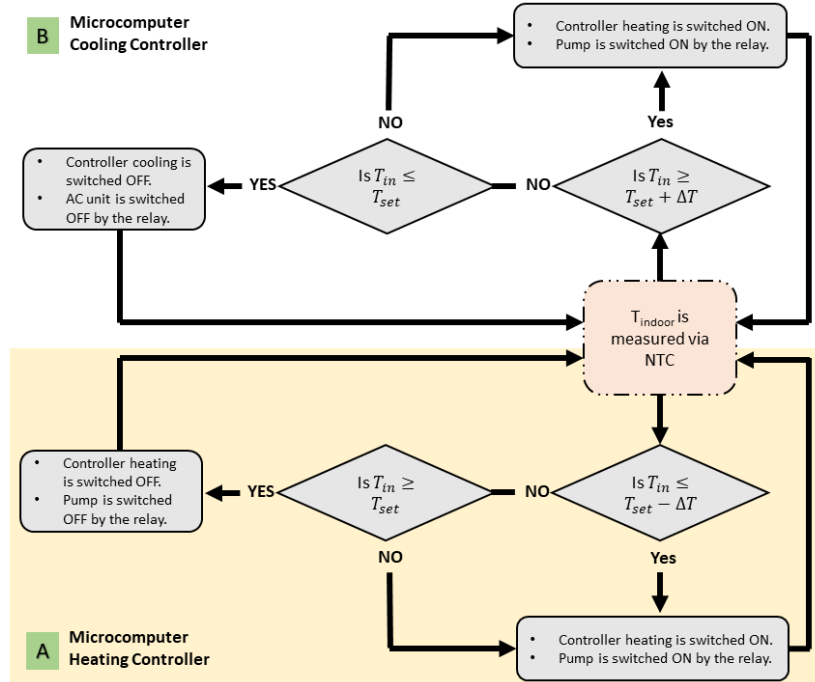 B
Microcomputer
Cooling Controller
• Controller heating is switched ON.
• Pump is switched ON by the relay.
NO
Yes
• Controller cooling is
switched OFF.
• AC unit is switched
OFF by the relay.
YES
Is T_in ≤
T_set
NO
Is T_in ≥
T_set + ΔT
T_indoor is
measured via
NTC
• Controller heating
is switched OFF.
• Pump is switched
OFF by the relay.
YES
Is T_in ≥
T_set
NO
Is T_in ≤
T_set − ΔT
NO
Yes
A
Microcomputer
Heating Controller
• Controller heating is switched ON.
• Pump is switched ON by the relay.